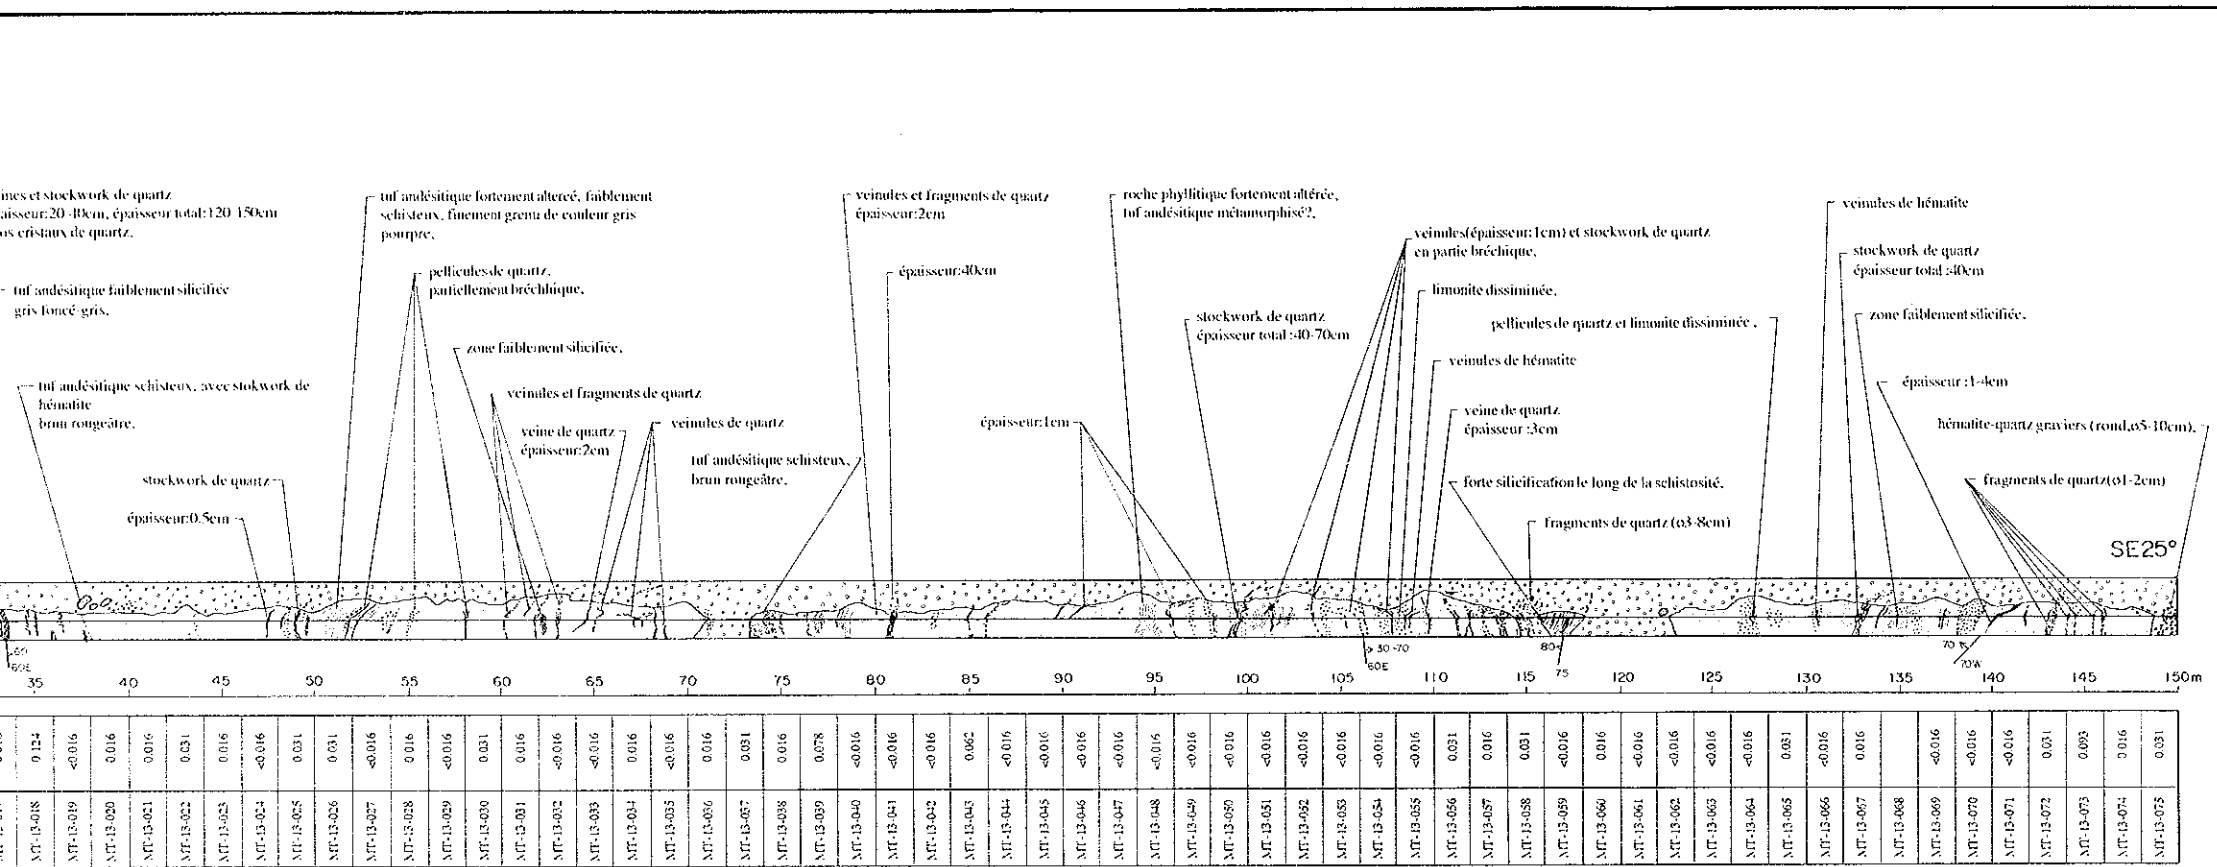 ines et stockwork de quartz
aisseur:20-40cm, épaisseur total:120-150cm
os cristaux de quartz.
tuf andésitique faiblement silicifiée
gris foncé-gris.
tuf andésitique schisteux, avec stokwork de
hématite
brun rougeâtre.
stockwork de quartz
épaisseur:0.5cm
tuf andésitique fortement altereé, faiblement
schisteux, finement grenu de couleur gris
pourpre.
pellicules de quartz,
partiellement bréchhique.
zone faiblement silicifiée.
veinules et fragments de quartz
veine de quartz
épaisseur:2cm
veinules de quartz
tuf andésitique schisteux,
brun rougeâtre.
veinules et fragments de quartz
épaisseur:2cm
épaisseur:40cm
épaisseur:1cm
roche phyllitique fortement altérée,
tuf andésitique métamorphisé?.
stockwork de quartz
épaisseur total :40-70cm
veinules(épaisseur:1cm) et stockwork de quartz
en partie bréchique.
limonite dissiminée.
pellicules de quartz et limonite dissiminée .
veinules de hématite
veine de quartz
épaisseur :3cm
forte silicification le long de la schistosité.
fragments de quartz (ø3-8cm)
veinules de hématite
stockwork de quartz
épaisseur total :40cm
zone faiblement silicifiée.
épaisseur :1-4cm
hématite-quartz graviers (rond,ø5-10cm).
fragments de quartz(ø1-2cm)
SE25°
60
60E
30-70
60E
80
75
70
70W
35 40 45 50 55 60 65 70 75 80 85 90 95 100 105 110 115 120 125 130 135 140 145 150m
0.124 <0.016 0.016 0.016 0.031 0.016 <0.016 0.031 0.031 <0.016 0.016 <0.016 0.031 0.016 <0.016 <0.016 0.016 <0.016 0.016 0.031 0.016 0.078 <0.016 <0.016 <0.016 0.062 <0.016 <0.016 <0.016 <0.016 <0.016 <0.016 <0.016 <0.016 <0.016 <0.016 <0.016 <0.016 0.031 0.016 0.031 <0.016 0.016 <0.016 <0.016 <0.016 <0.016 0.031 <0.016 0.016 <0.016 <0.016 <0.016 0.031 0.093 0.016 0.031
MT-13-018 MT-13-019 MT-13-020 MT-13-021 MT-13-022 MT-13-023 MT-13-024 MT-13-025 MT-13-026 MT-13-027 MT-13-028 MT-13-029 MT-13-030 MT-13-031 MT-13-032 MT-13-033 MT-13-034 MT-13-035 MT-13-036 MT-13-037 MT-13-038 MT-13-039 MT-13-040 MT-13-041 MT-13-042 MT-13-043 MT-13-044 MT-13-045 MT-13-046 MT-13-047 MT-13-048 MT-13-049 MT-13-050 MT-13-051 MT-13-052 MT-13-053 MT-13-054 MT-13-055 MT-13-056 MT-13-057 MT-13-058 MT-13-059 MT-13-060 MT-13-061 MT-13-062 MT-13-063 MT-13-064 MT-13-065 MT-13-066 MT-13-067 MT-13-068 MT-13-069 MT-13-070 MT-13-071 MT-13-072 MT-13-073 MT-13-074 MT-13-075